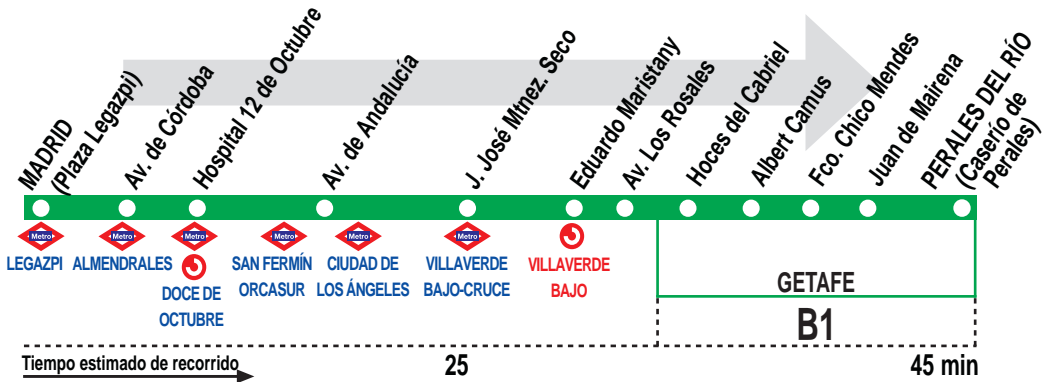 MADRID
(Plaza Legazpi)
Av. de Córdoba
Hospital 12 de Octubre
Av. de Andalucía
J. José Mtnez. Seco
Eduardo Maristany
Av. Los Rosales
Hoces del Cabriel
Albert Camus
Fco. Chico Mendes
Juan de Mairena
PERALES DEL RÍO
(Caserío de
Perales)
Metro
Metro
Metro
Metro
Metro
Metro
LEGAZPI
ALMENDRALES
DOCE DE
OCTUBRE
SAN FERMÍN
ORCASUR
CIUDAD DE
LOS ÁNGELES
VILLAVERDE
BAJO-CRUCE
VILLAVERDE
BAJO
GETAFE
B1
Tiempo estimado de recorrido
25
45 min